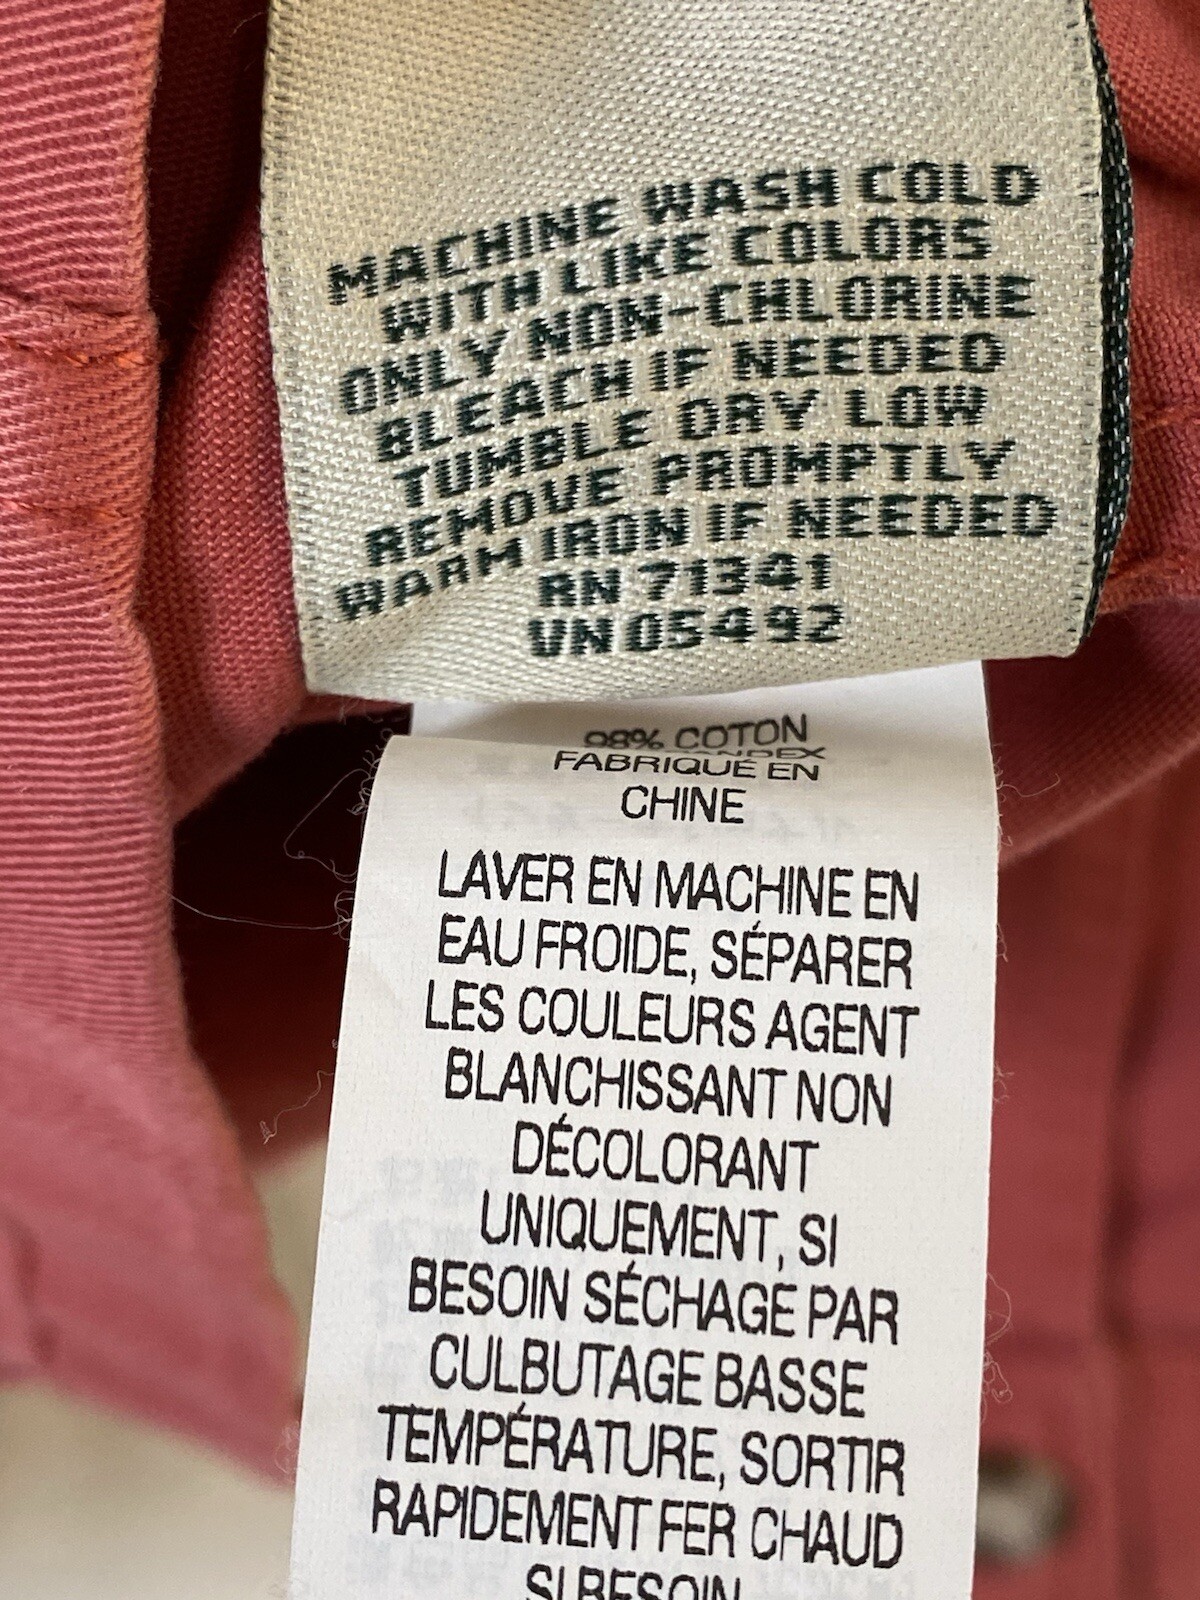 MACHINE WASH COLD
WITH LIKE COLORS
ONLY NON-CHLORINE
BLEACH IF NEEDED
TUMBLE DRY LOW
REMOVE PROMPTLY
WARM IRON IF NEEDED
RN 71341
VN 05492
98% COTON
FABRIQUÉ EN
CHINE
LAVER EN MACHINE EN
EAU FROIDE, SÉPARER
LES COULEURS AGENT
BLANCHISSANT NON
DÉCOLORANT
UNIQUEMENT, SI
BESOIN SÉCHAGE PAR
CULBUTAGE BASSE
TEMPÉRATURE, SORTIR
RAPIDEMENT FER CHAUD
SI BESOIN